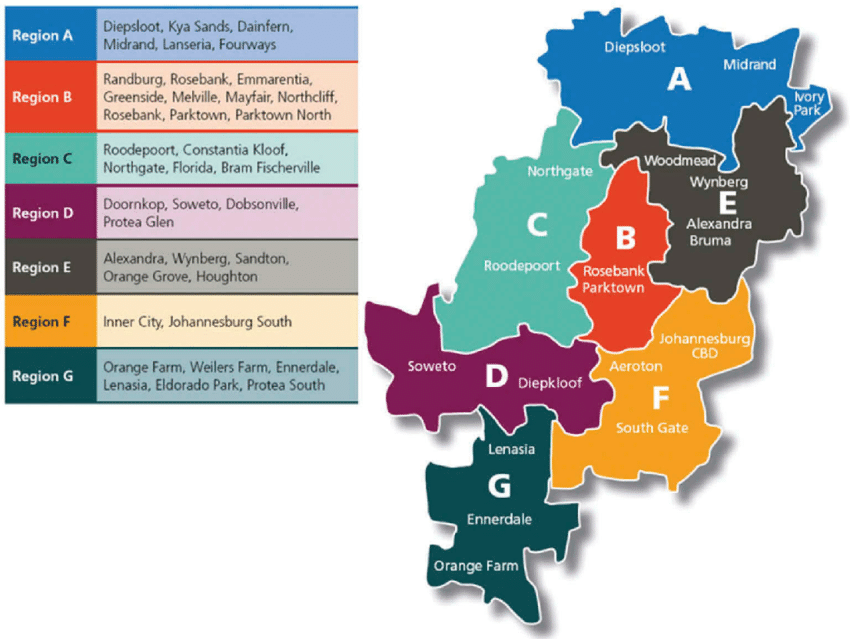 Region A
Diepsloot, Kya Sands, Dainfern,
Midrand, Lanseria, Fourways
Region B
Randburg, Rosebank, Emmarentia,
Greenside, Melville, Mayfair, Northcliff,
Rosebank, Parktown, Parktown North
Region C
Roodepoort, Constantia Kloof,
Northgate, Florida, Bram Fischerville
Region D
Doornkop, Soweto, Dobsonville,
Protea Glen
Region E
Alexandra, Wynberg, Sandton,
Orange Grove, Houghton
Region F
Inner City, Johannesburg South
Region G
Orange Farm, Weilers Farm, Ennerdale,
Lenasia, Eldorado Park, Protea South
Diepsloot
Midrand
A
Ivory
Park
Woodmead
Northgate
Wynberg
E
Alexandra
Bruma
C
B
Roodepoort
Rosebank
Parktown
Johannesburg
CBD
Soweto
D
Diepkloof
Aeroton
F
South Gate
Lenasia
G
Ennerdale
Orange Farm